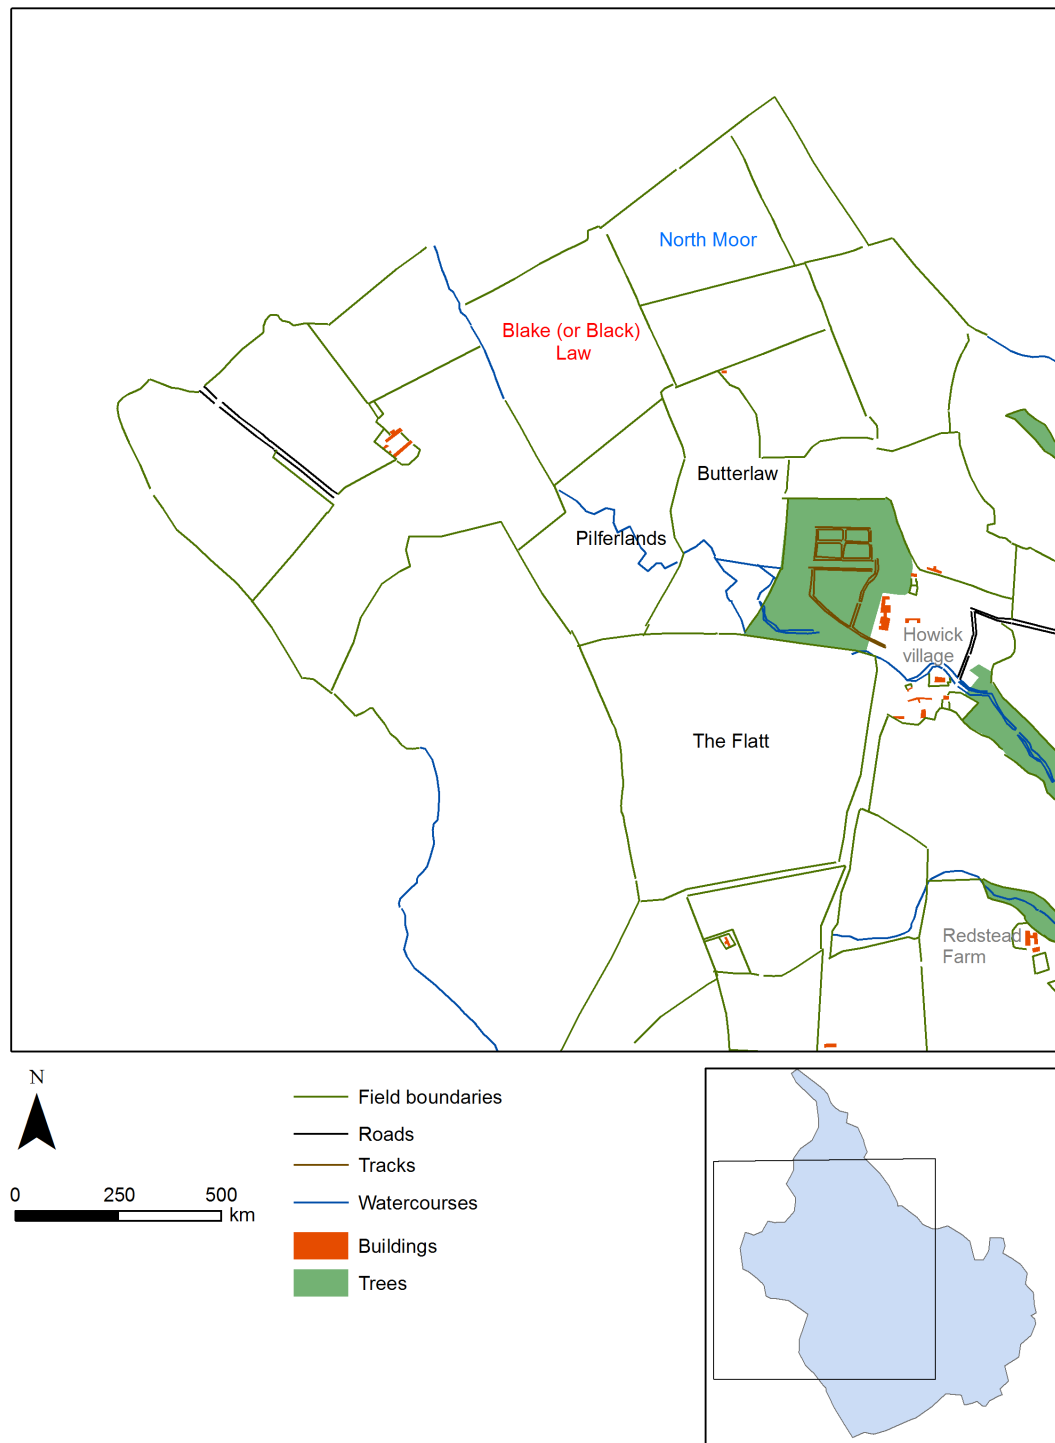 North Moor
Blake (or Black)
Law
Butterlaw
Pilferlands
Howick
village
The Flatt
Redstead
Farm
N
0 250 500
km
Field boundaries
Roads
Tracks
Watercourses
Buildings
Trees